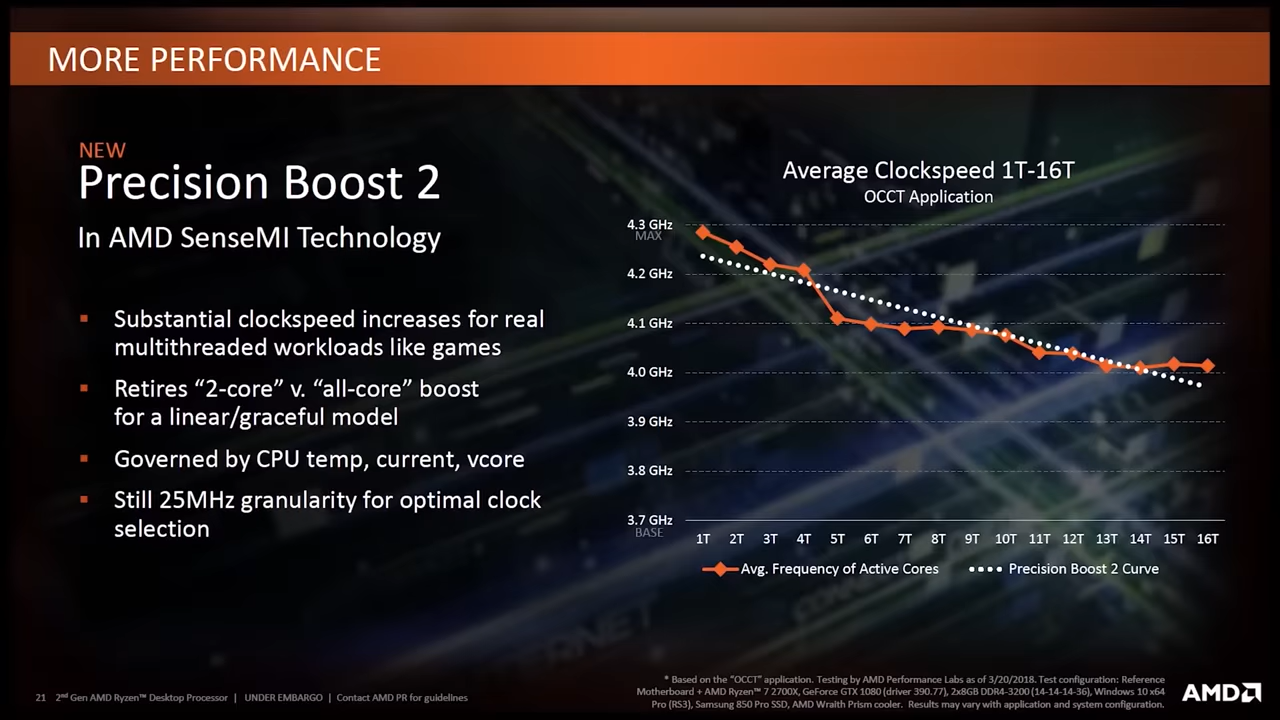 MORE PERFORMANCE
NEW
Precision Boost 2
In AMD SenseMI Technology
▪ Substantial clockspeed increases for real
multithreaded workloads like games
▪ Retires “2-core” v. “all-core” boost
for a linear/graceful model
▪ Governed by CPU temp, current, vcore
▪ Still 25MHz granularity for optimal clock
selection
Average Clockspeed 1T-16T
OCCT Application
4.3 GHz
MAX
4.2 GHz
4.1 GHz
4.0 GHz
3.9 GHz
3.8 GHz
3.7 GHz
BASE
1T 2T 3T 4T 5T 6T 7T 8T 9T 10T 11T 12T 13T 14T 15T 16T
Avg. Frequency of Active Cores Precision Boost 2 Curve
* Based on the “OCCT” application. Testing by AMD Performance Labs as of 3/20/2018. Test configuration: Reference
Motherboard + AMD Ryzen™ 7 2700X, GeForce GTX 1080 (driver 390.77), 2x8GB DDR4-3200 (14-14-14-36), Windows 10 x64
Pro (RS3), Samsung 850 Pro SSD, AMD Wraith Prism cooler. Results may vary with application and system configuration.
21 2nd Gen AMD Ryzen™ Desktop Processor | UNDER EMBARGO | Contact AMD PR for guidelines
AMD